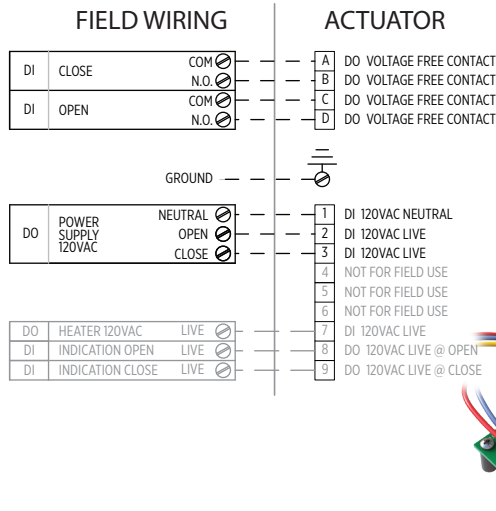 FIELD WIRING ACTUATOR
DI CLOSE COM A DO VOLTAGE FREE CONTACT
N.O. B DO VOLTAGE FREE CONTACT
DI OPEN COM C DO VOLTAGE FREE CONTACT
N.O. D DO VOLTAGE FREE CONTACT
GROUND
DO POWER SUPPLY 120VAC NEUTRAL 1 DI 120VAC NEUTRAL
OPEN 2 DI 120VAC LIVE
CLOSE 3 DI 120VAC LIVE
4 NOT FOR FIELD USE
5 NOT FOR FIELD USE
6 NOT FOR FIELD USE
DO HEATER 120VAC LIVE 7 DI 120VAC LIVE
DI INDICATION OPEN LIVE 8 DO 120VAC LIVE @ OPEN
DI INDICATION CLOSE LIVE 9 DO 120VAC LIVE @ CLOSE